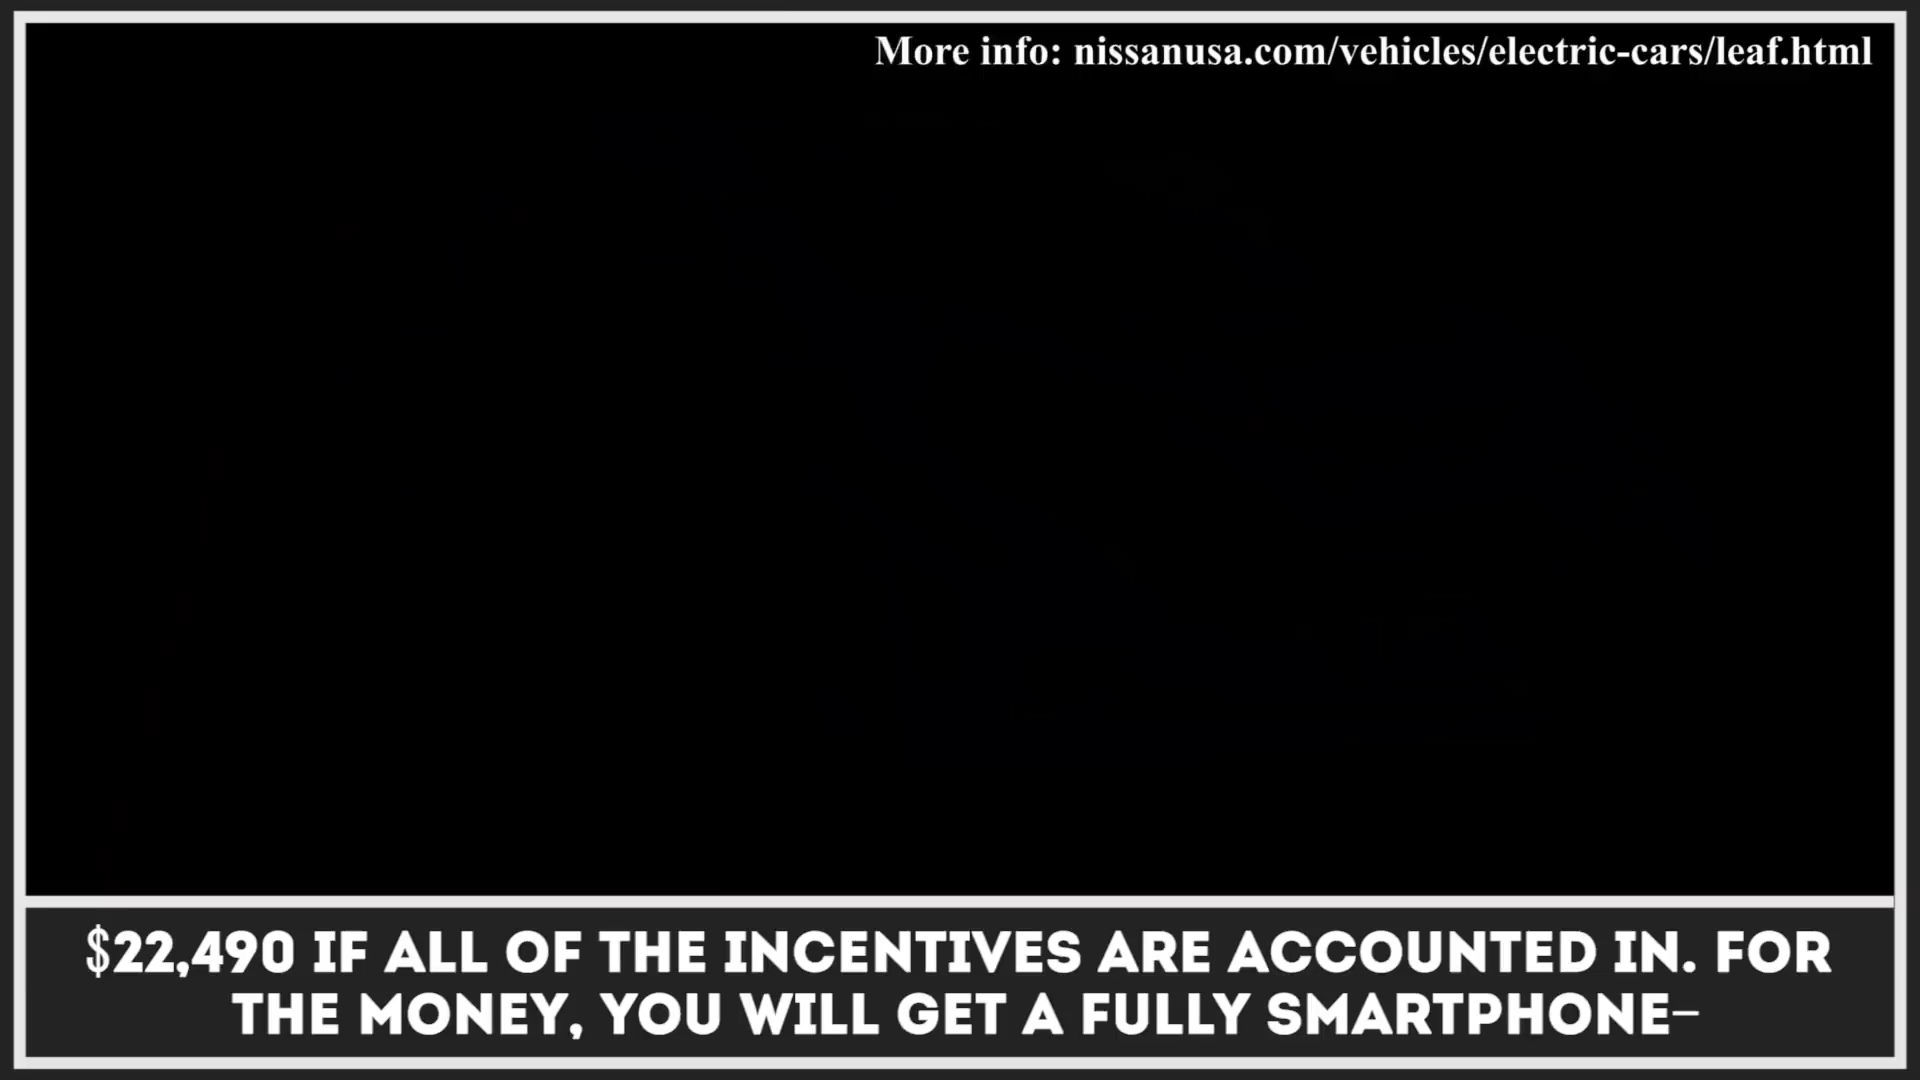 More info: nissanusa.com/vehicles/electric-cars/leaf.html
$22,490 IF ALL OF THE INCENTIVES ARE ACCOUNTED IN. FOR
THE MONEY, YOU WILL GET A FULLY SMARTPHONE–